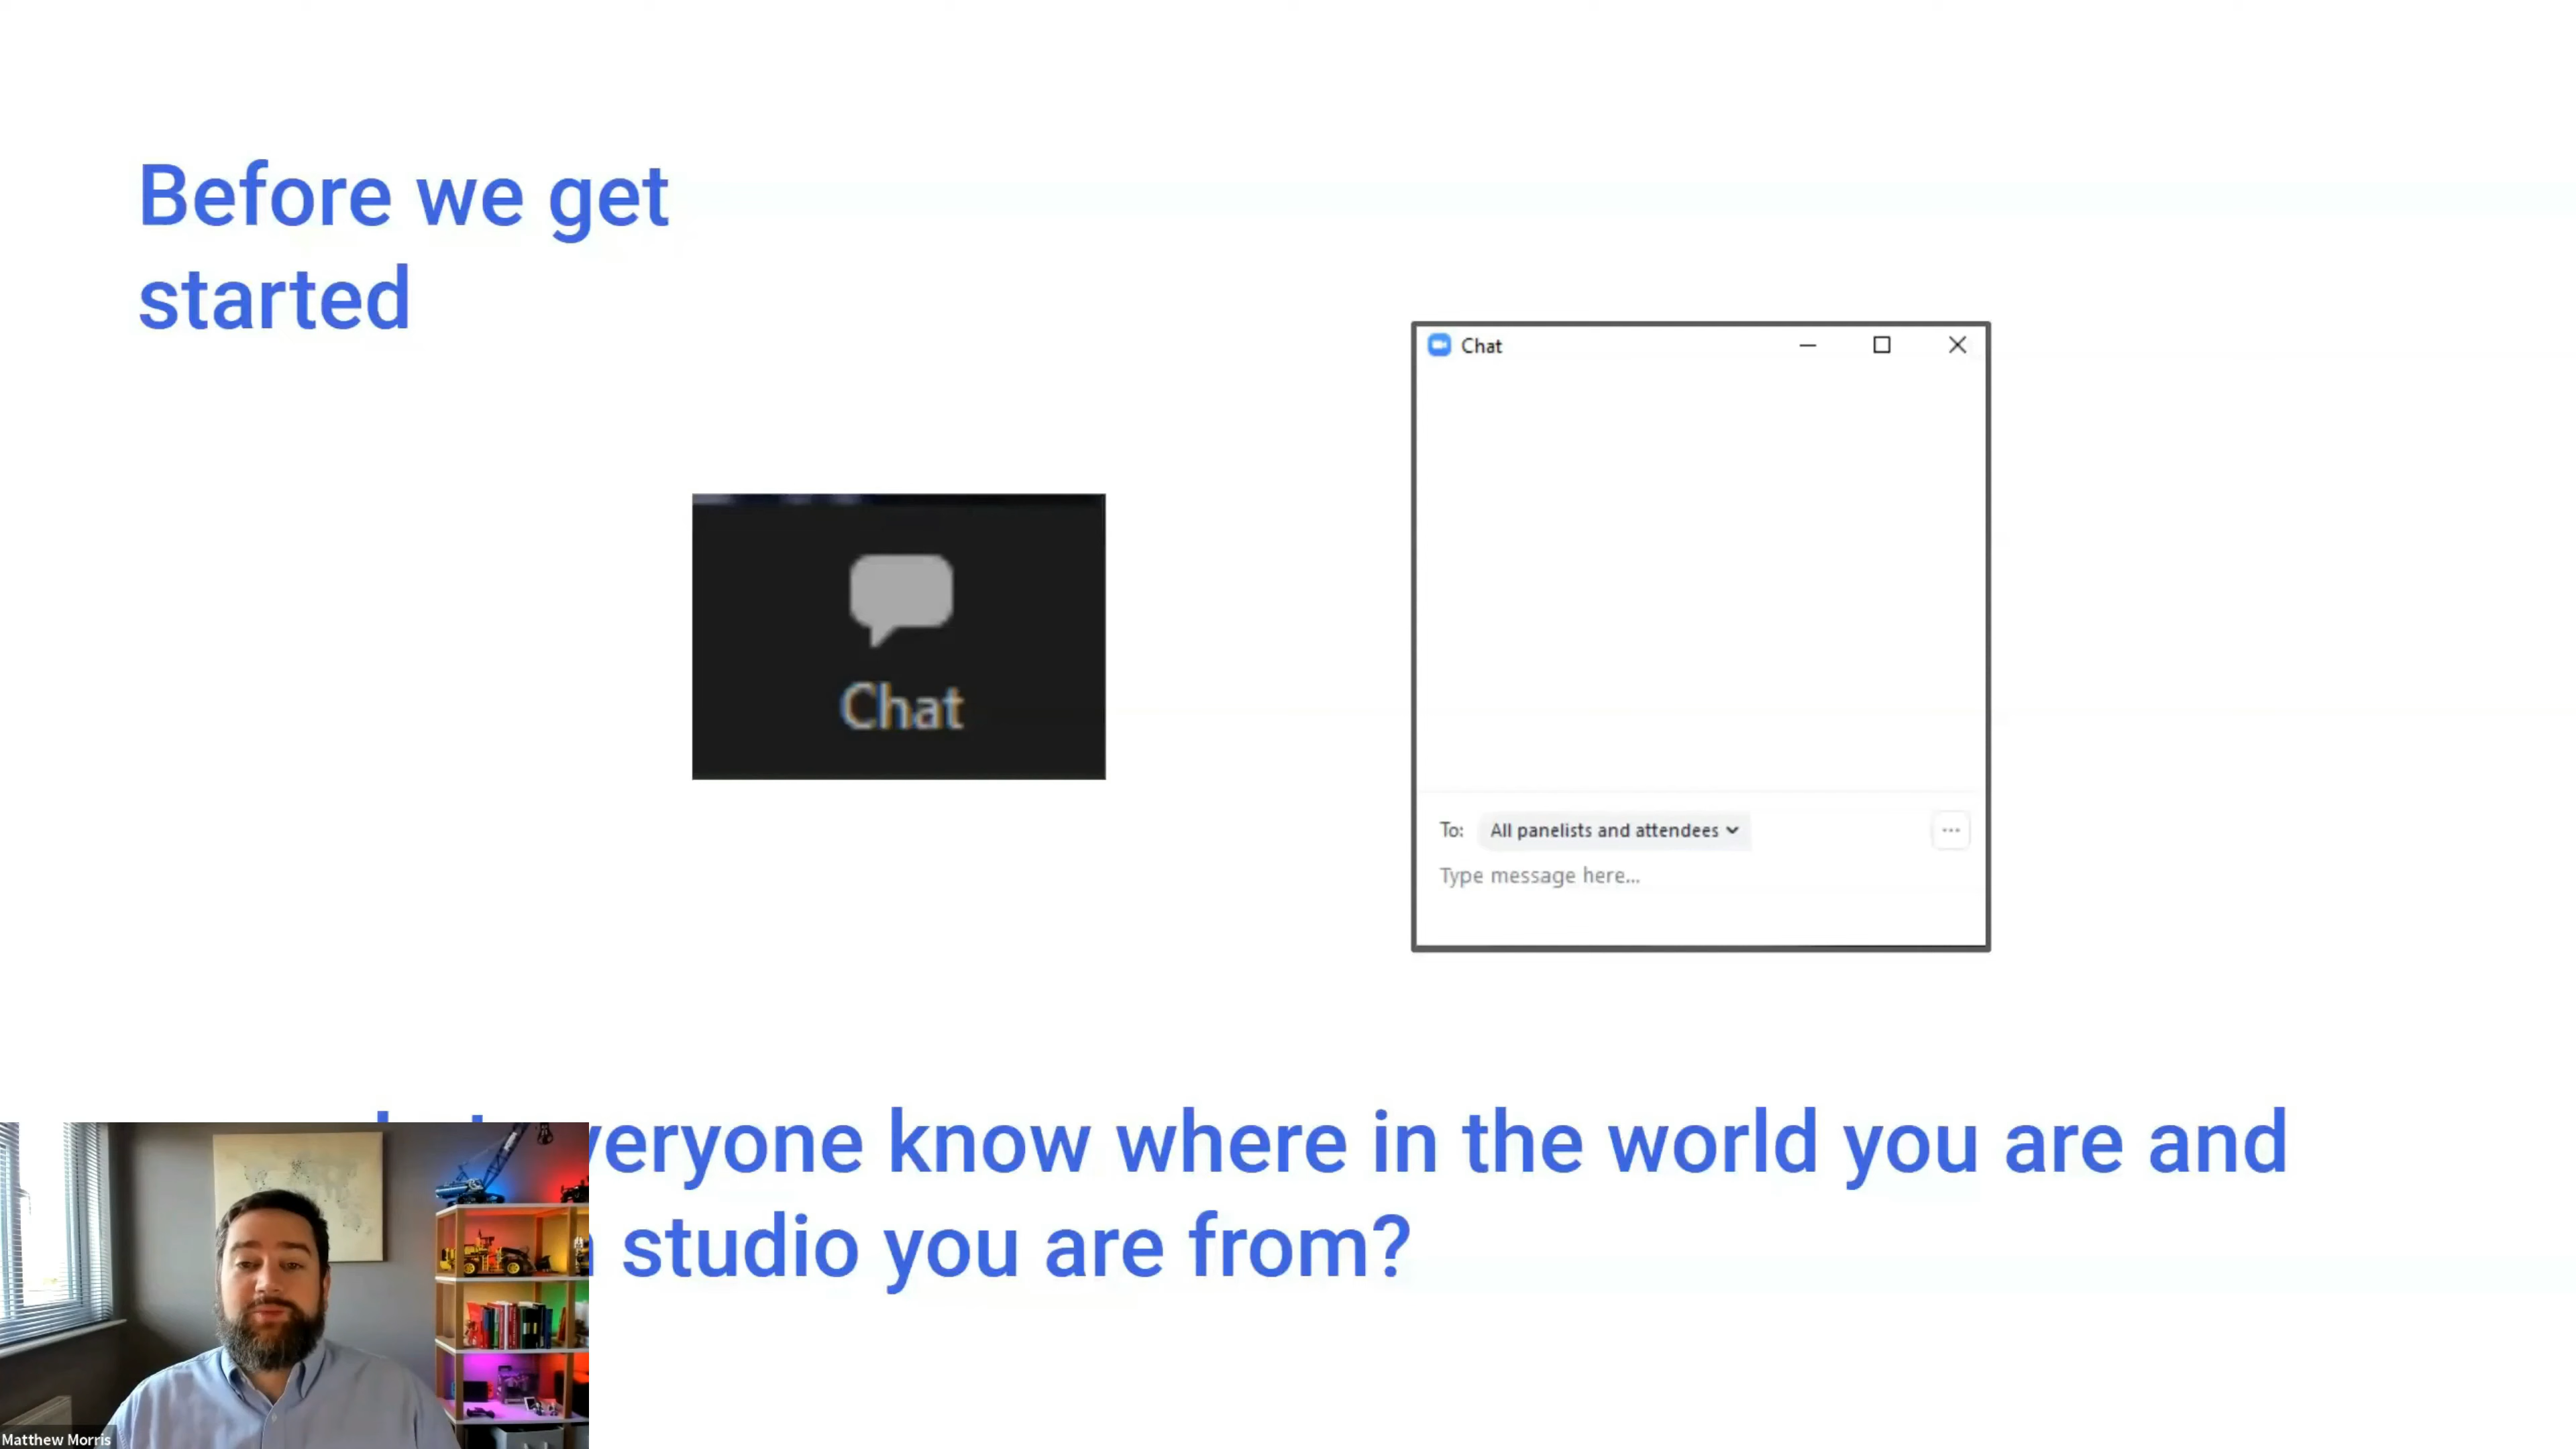 Before we get
started
Chat
Chat
To: All panelists and attendees
Type message here...
know where in the world you are and
studio you are from?
Matthew Morris